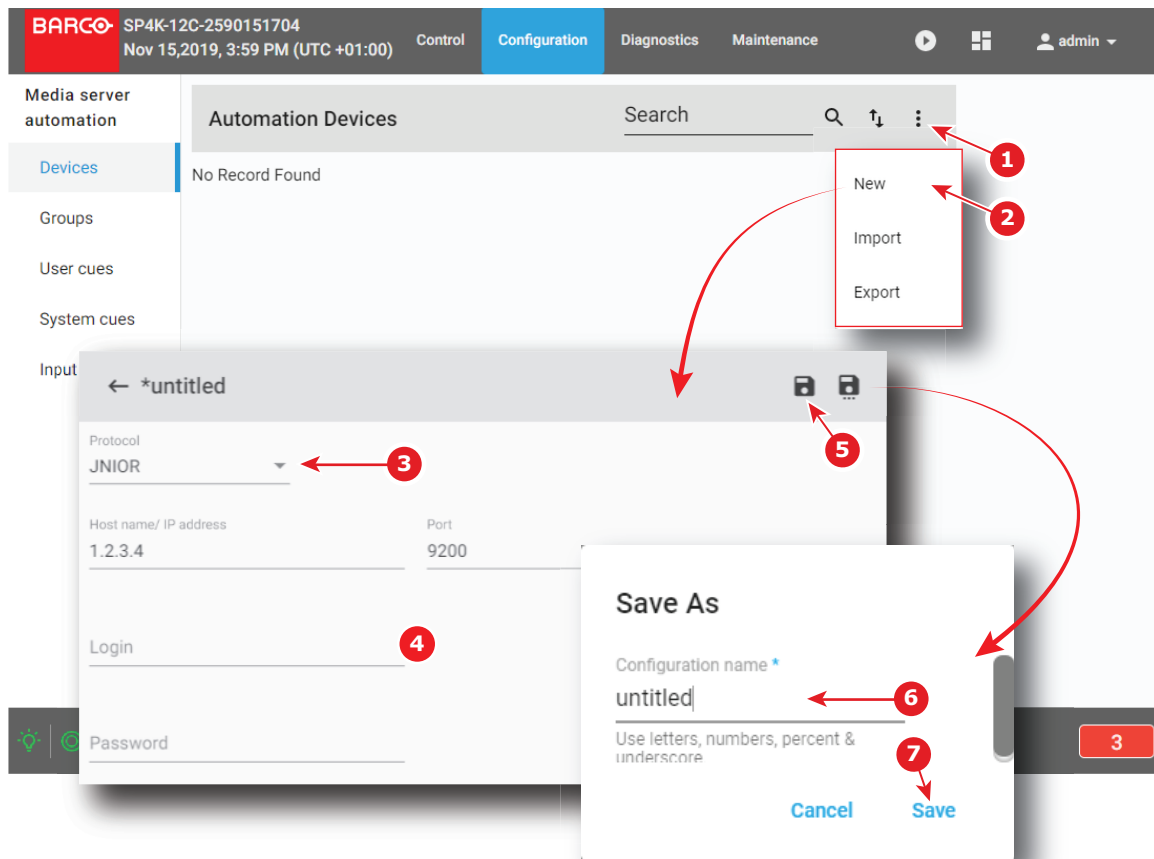 BARCO SP4K-12C-2590151704
Nov 15,2019, 3:59 PM (UTC +01:00)
Control Configuration Diagnostics Maintenance admin
Media server
automation
Automation Devices Search
Devices
No Record Found
1
New
2
Groups
Import
User cues
Export
System cues
Input
*untitled
5
Protocol
JNIOR
3
Host name/ IP address Port
1.2.3.4 9200
Save As
Login
4
Configuration name *
untitled
6
Use letters, numbers, percent &
underscore
3
Password
7
Cancel Save